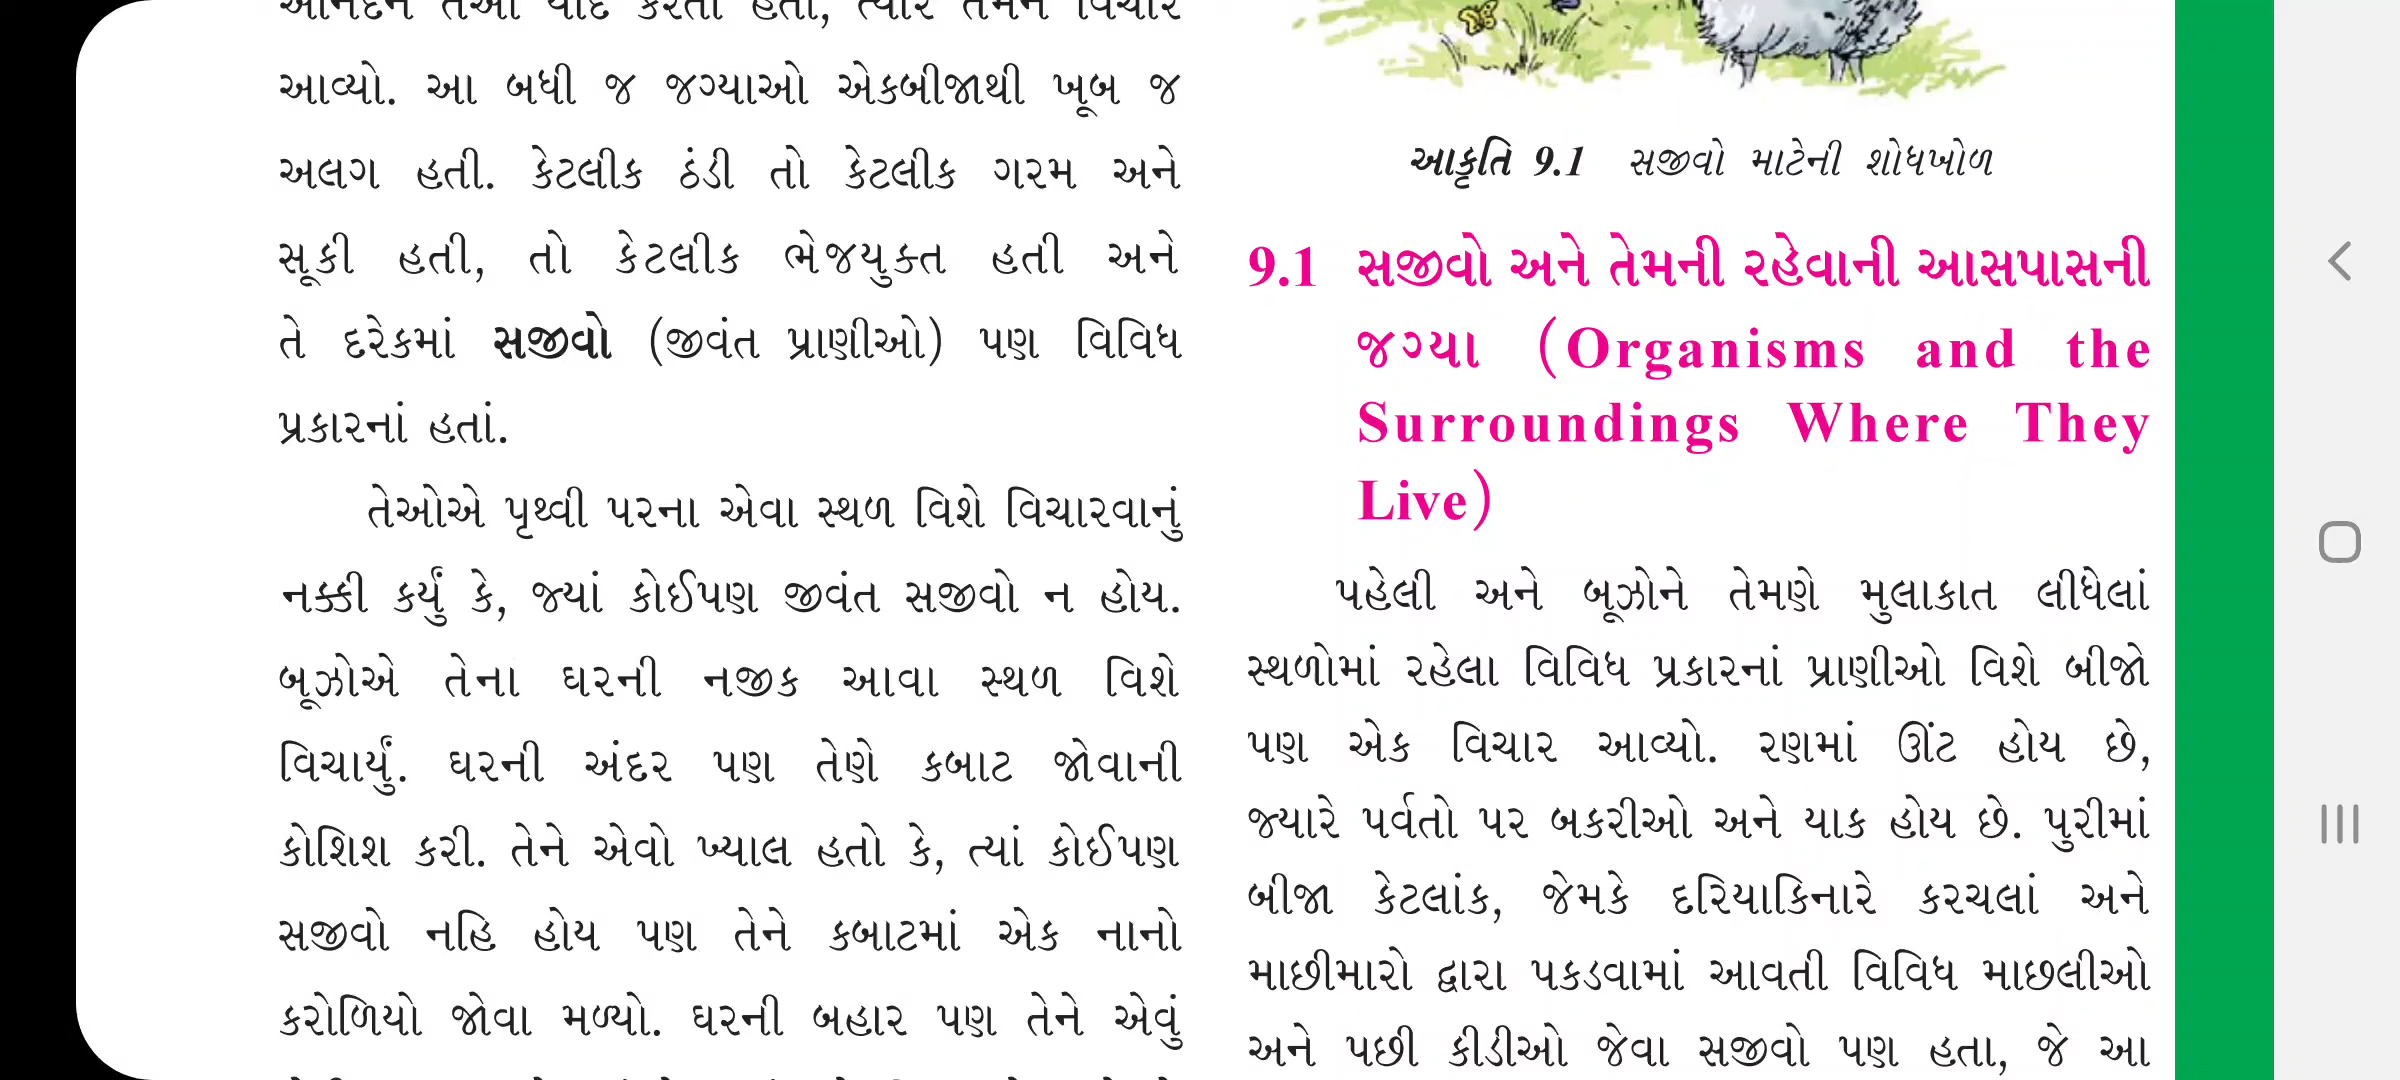 આનંદને તેઓ યાદ કરતા હતા, ત્યારે તેમને વિચાર
આવ્યો. આ બધી જ જગ્યાઓ એકબીજાથી ખૂબ જ
અલગ હતી. કેટલીક ઠંડી તો કેટલીક ગરમ અને
સૂકી હતી, તો કેટલીક ભેજયુક્ત હતી અને
તે દરેકમાં સજીવો (જીવંત પ્રાણીઓ) પણ વિવિધ
પ્રકારનાં હતાં.
તેઓએ પૃથ્વી પરના એવા સ્થળ વિશે વિચારવાનું
નક્કી કર્યું કે, જ્યાં કોઈપણ જીવંત સજીવો ન હોય.
બૂઝોએ તેના ઘરની નજીક આવા સ્થળ વિશે
વિચાર્યું. ઘરની અંદર પણ તેણે કબાટ જોવાની
કોશિશ કરી. તેને એવો ખ્યાલ હતો કે, ત્યાં કોઈપણ
સજીવો નહિ હોય પણ તેને કબાટમાં એક નાનો
કરોળિયો જોવા મળ્યો. ઘરની બહાર પણ તેને એવું
આકૃતિ 9.1 સજીવો માટેની શોધખોળ
9.1 સજીવો અને તેમની રહેવાની આસપાસની
જગ્યા (Organisms and the
Surroundings Where They
Live)
પહેલી અને બૂઝોને તેમણે મુલાકાત લીધેલાં
સ્થળોમાં રહેલા વિવિધ પ્રકારનાં પ્રાણીઓ વિશે બીજો
પણ એક વિચાર આવ્યો. રણમાં ઊંટ હોય છે,
જ્યારે પર્વતો પર બકરીઓ અને યાક હોય છે. પુરીમાં
બીજા કેટલાંક, જેમકે દરિયાકિનારે કરચલાં અને
માછીમારો દ્વારા પકડવામાં આવતી વિવિધ માછલીઓ
અને પછી કીડીઓ જેવા સજીવો પણ હતા, જે આ